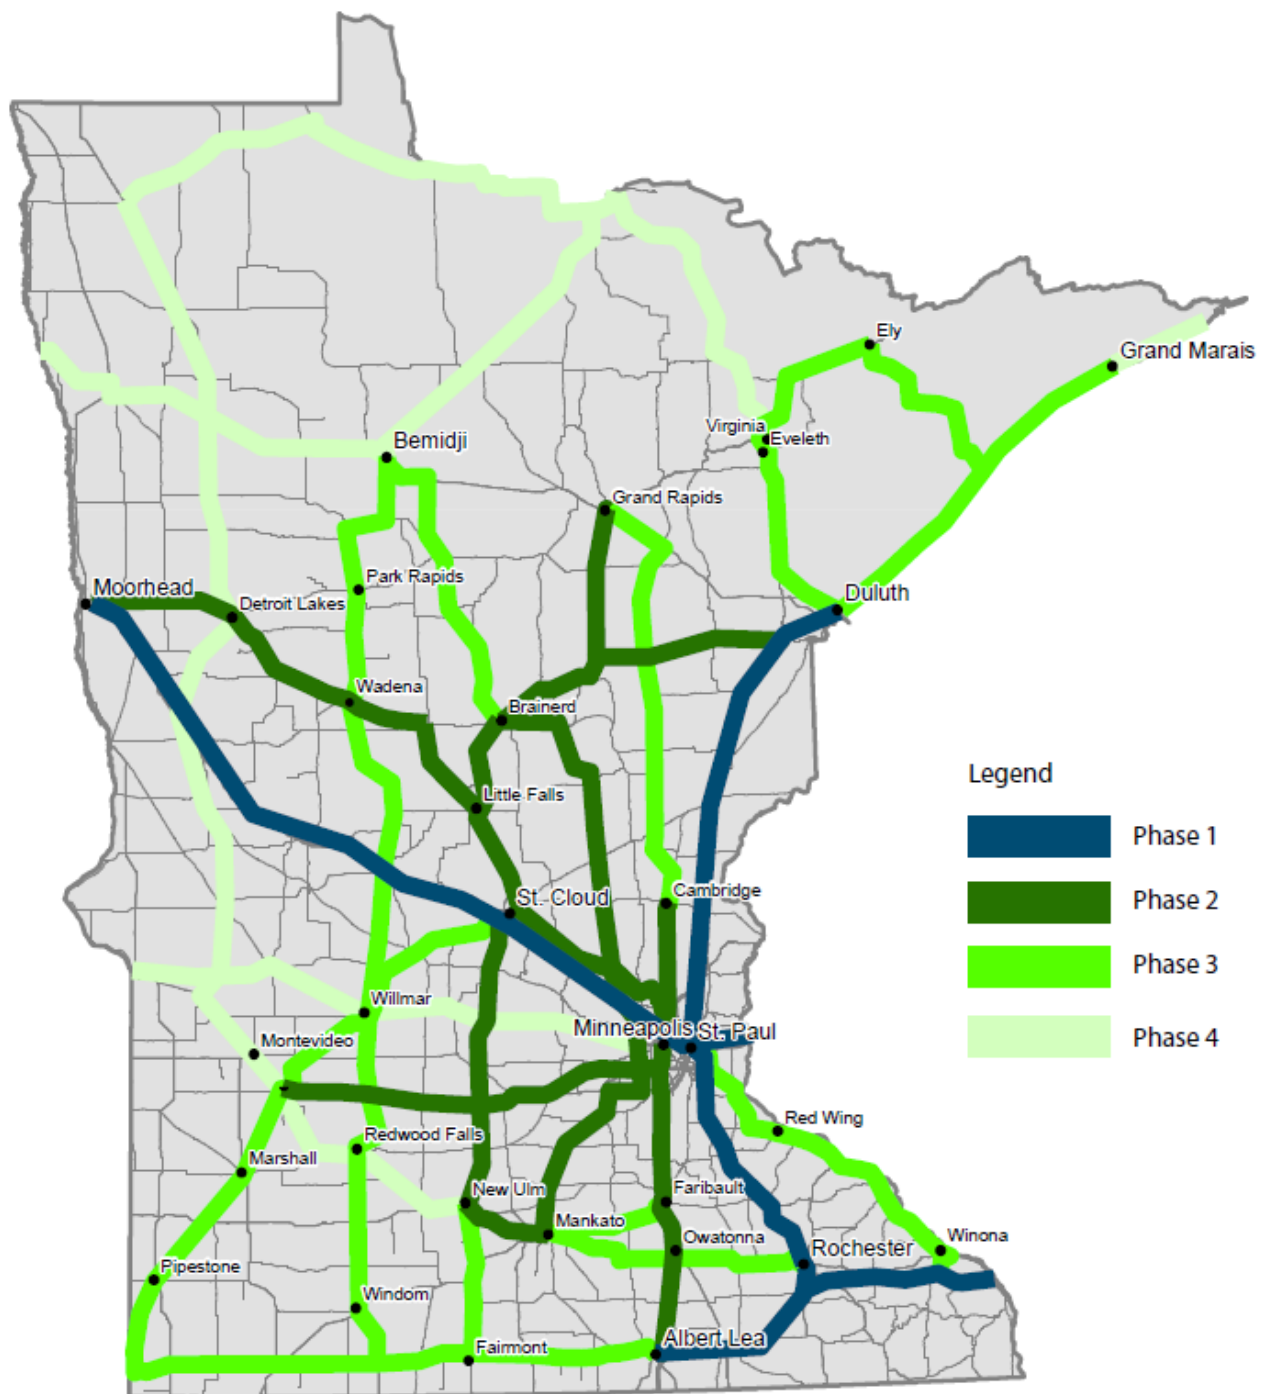 Ely
Grand Marais
Virginia
Eveleth
Bemidji
Grand Rapids
Park Rapids
Moorhead
Detroit Lakes
Duluth
Wadena
Brainerd
Legend
Little Falls
Phase 1
St. Cloud
Cambridge
Phase 2
Phase 3
Willmar
Minneapolis
St. Paul
Phase 4
Montevideo
Red Wing
Redwood Falls
Marshall
New Ulm
Faribault
Mankato
Owatonna
Rochester
Winona
Pipestone
Windom
Fairmont
Albert Lea